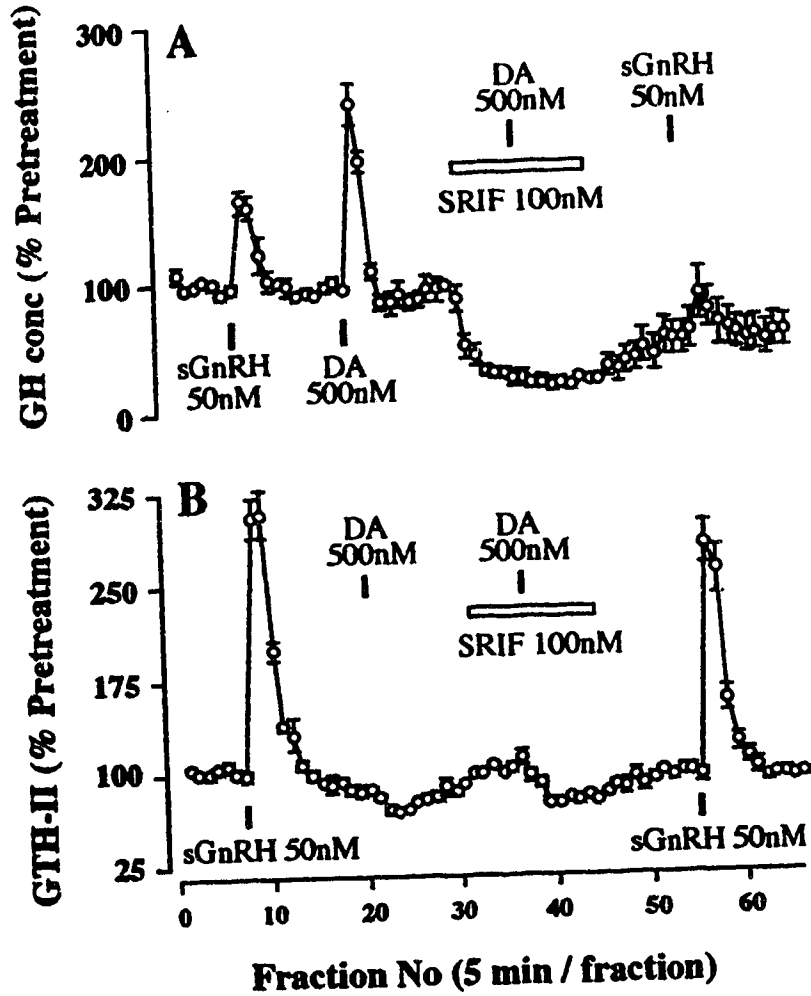 A
300
200
100
0
GH conc (% Pretreatment)
DA
500nM
sGnRH
50nM
SRIF 100nM
sGnRH
50nM
DA
500nM
B
325
250
175
100
25
GTH-II (% Pretreatment)
DA
500nM
DA
500nM
SRIF 100nM
sGnRH 50nM
sGnRH 50nM
0
10
20
30
40
50
60
Fraction No (5 min / fraction)